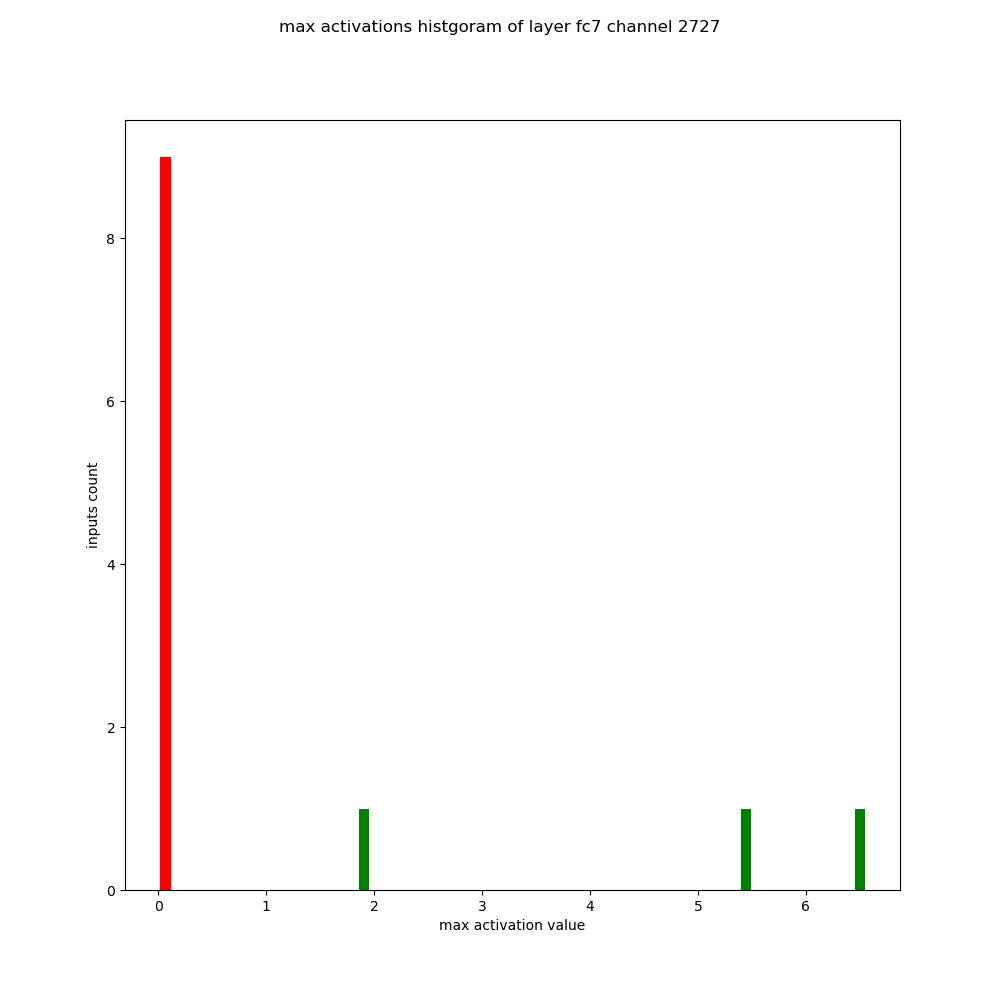 max activations histgoram of layer fc7 channel 2727
8
6
4
2
0
inputs count
0 1 2 3 4 5 6
max activation value